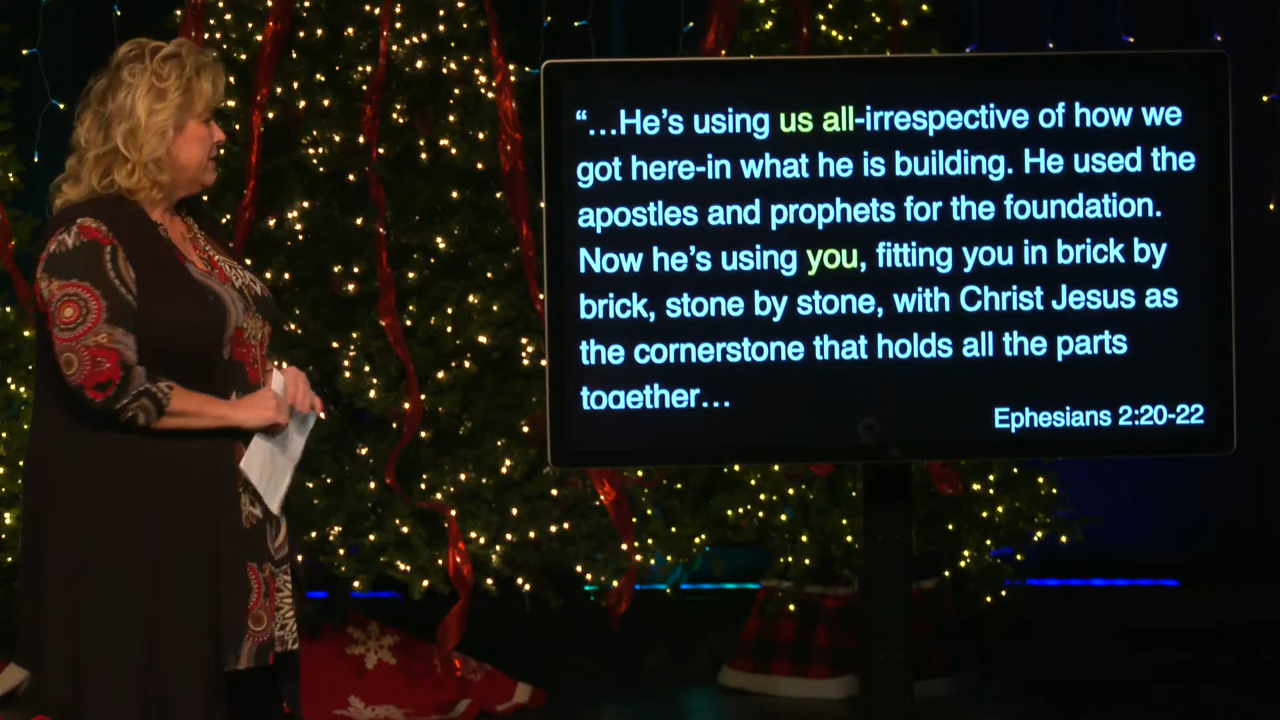 “…He’s using us all-irrespective of how we
got here-in what he is building. He used the
apostles and prophets for the foundation.
Now he’s using you, fitting you in brick by
brick, stone by stone, with Christ Jesus as
the cornerstone that holds all the parts
together…
Ephesians 2:20-22